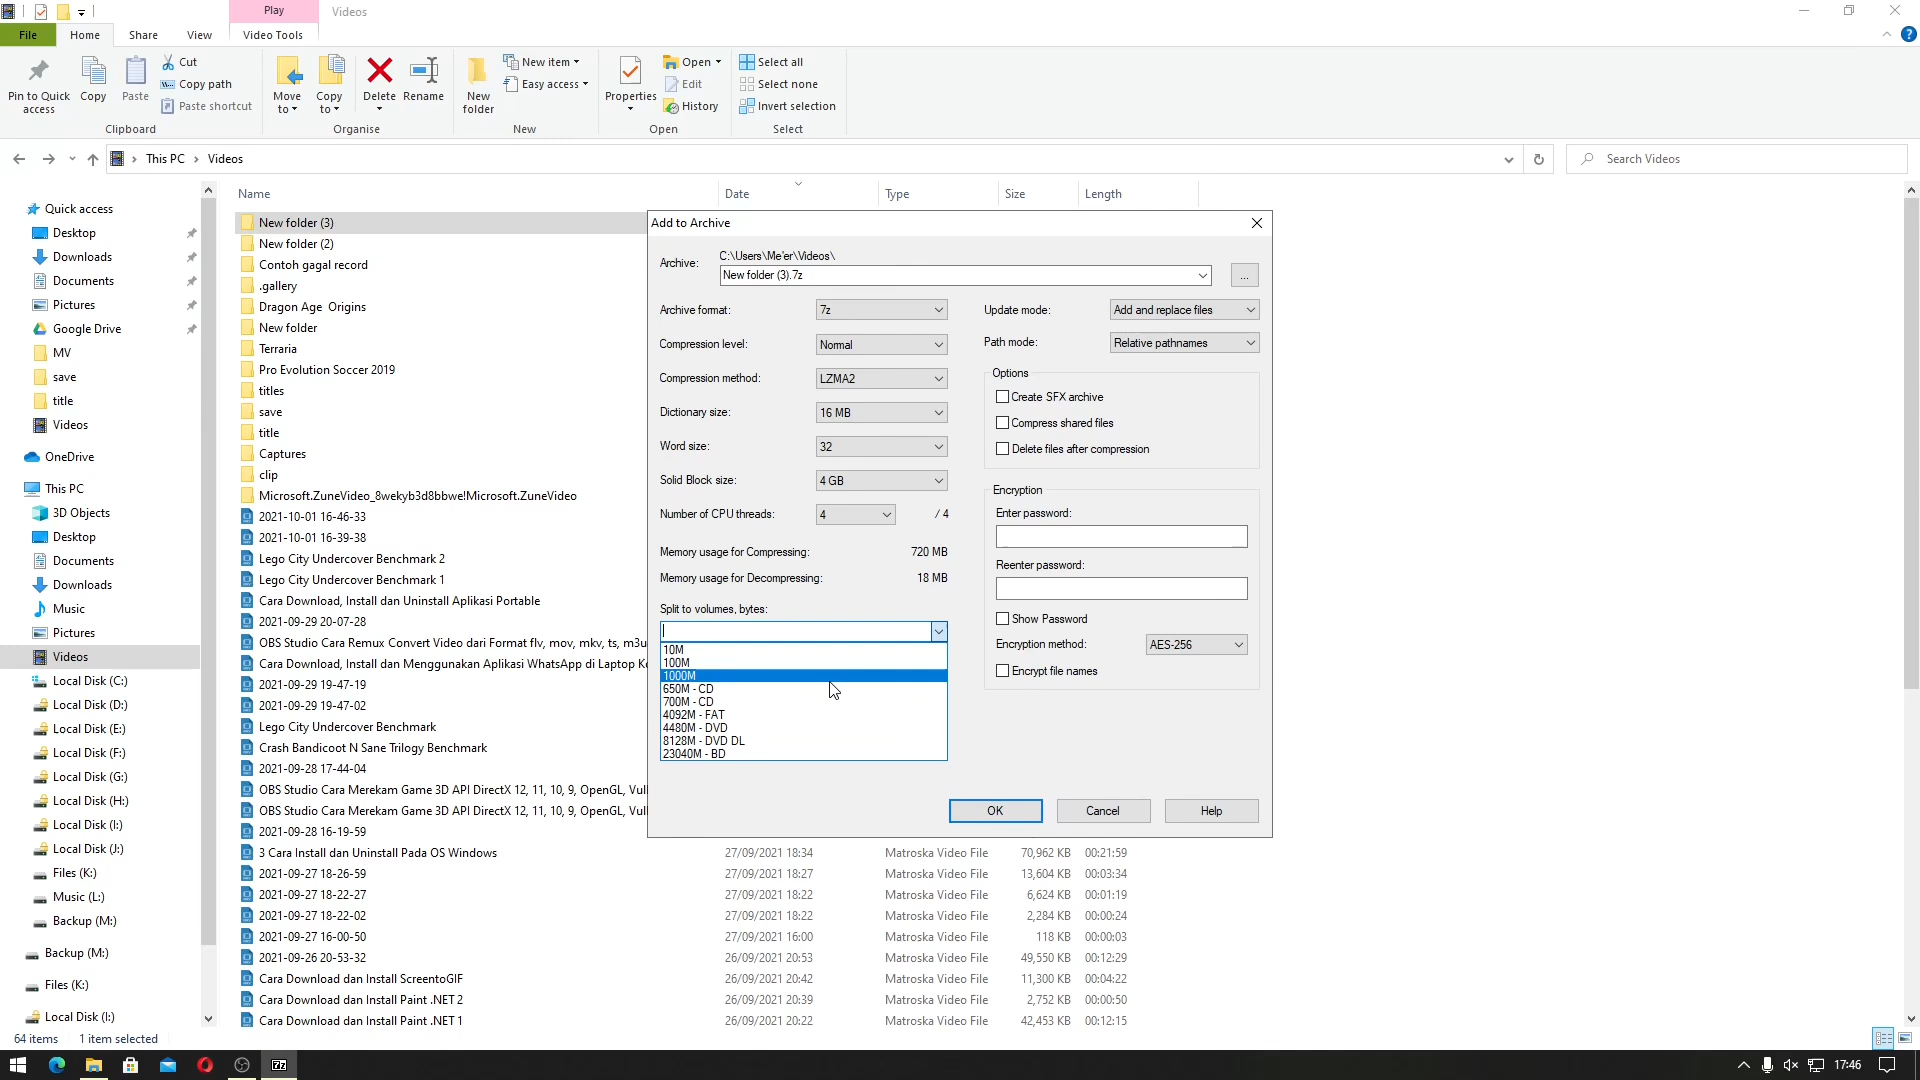 Play
Videos
File
Home
Share
View
Video Tools
Pin to Quick access
Copy
Paste
Cut
Copy path
Paste shortcut
Clipboard
Move to
Copy to
Delete
Rename
Organise
New folder
New item
Easy access
New
Properties
Open
Edit
History
Open
Select all
Select none
Invert selection
Select
This PC > Videos
Search Videos
Name
Date
Type
Size
Length
Quick access
Desktop
Downloads
Documents
Pictures
Google Drive
MV
save
title
Videos
OneDrive
This PC
3D Objects
Desktop
Documents
Downloads
Music
Pictures
Videos
Local Disk (C:)
Local Disk (D:)
Local Disk (E:)
Local Disk (F:)
Local Disk (G:)
Local Disk (H:)
Local Disk (I:)
Local Disk (J:)
Files (K:)
Music (L:)
Backup (M:)
Backup (M:)
Files (K:)
Local Disk (I:)
New folder (3)
New folder (2)
Contoh gagal record
.gallery
Dragon Age  Origins
New folder
Terraria
Pro Evolution Soccer 2019
titles
save
title
Captures
clip
Microsoft.ZuneVideo_8wekyb3d8bbwe!Microsoft.ZuneVideo
2021-10-01 16-46-33
2021-10-01 16-39-38
Lego City Undercover Benchmark 2
Lego City Undercover Benchmark 1
Cara Download, Install dan Uninstall Aplikasi Portable
2021-09-29 20-07-28
OBS Studio Cara Remux Convert Video dari Format flv, mov, mkv, ts, m3u
Cara Download, Install dan Menggunakan Aplikasi WhatsApp di Laptop Ko
2021-09-29 19-47-19
2021-09-29 19-47-02
Lego City Undercover Benchmark
Crash Bandicoot N Sane Trilogy Benchmark
2021-09-28 17-44-04
OBS Studio Cara Merekam Game 3D API DirectX 12, 11, 10, 9, OpenGL, Vul
OBS Studio Cara Merekam Game 3D API DirectX 12, 11, 10, 9, OpenGL, Vul
2021-09-28 16-19-59
3 Cara Install dan Uninstall Pada OS Windows 27/09/2021 18:34 Matroska Video File 70,962 KB 00:21:59
2021-09-27 18-26-59 27/09/2021 18:27 Matroska Video File 13,604 KB 00:03:34
2021-09-27 18-22-27 27/09/2021 18:22 Matroska Video File 6,624 KB 00:01:19
2021-09-27 18-22-02 27/09/2021 18:22 Matroska Video File 2,284 KB 00:00:24
2021-09-27 16-00-50 27/09/2021 16:00 Matroska Video File 118 KB 00:00:03
2021-09-26 20-53-32 26/09/2021 20:53 Matroska Video File 49,550 KB 00:12:29
Cara Download dan Install ScreentoGIF 26/09/2021 20:42 Matroska Video File 11,300 KB 00:04:22
Cara Download dan Install Paint .NET 2 26/09/2021 20:39 Matroska Video File 2,752 KB 00:00:50
Cara Download dan Install Paint .NET 1 26/09/2021 20:22 Matroska Video File 42,453 KB 00:12:15
Add to Archive
Archive:
C:\Users\Me'er\Videos\
New folder (3).7z
...
Archive format: 7z
Compression level: Normal
Compression method: LZMA2
Dictionary size: 16 MB
Word size: 32
Solid Block size: 4 GB
Number of CPU threads: 4 / 4
Memory usage for Compressing: 720 MB
Memory usage for Decompressing: 18 MB
Split to volumes, bytes:
10M
100M
1000M
650M - CD
700M - CD
4092M - FAT
4480M - DVD
8128M - DVD DL
23040M - BD
Update mode: Add and replace files
Path mode: Relative pathnames
Options
Create SFX archive
Compress shared files
Delete files after compression
Encryption
Enter password:
Reenter password:
Show Password
Encryption method: AES-256
Encrypt file names
OK
Cancel
Help
64 items
1 item selected
7z
17:46